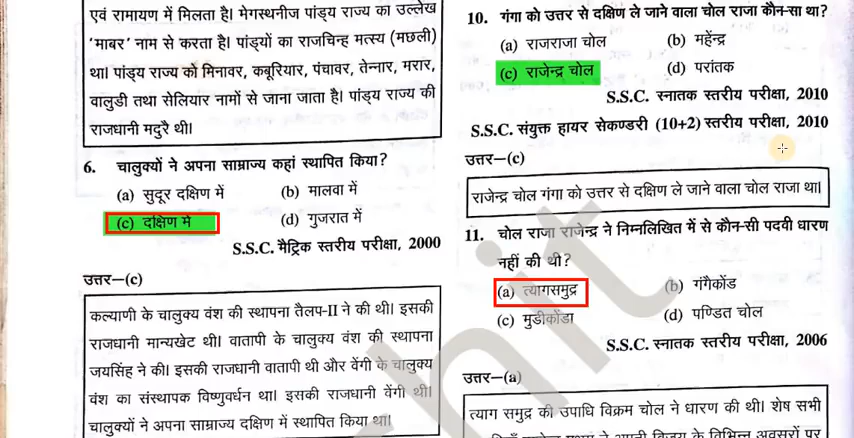 एवं रामायण में मिलता है। मेगस्थनीज पांड्य राज्य का उल्लेख
'माबर' नाम से करता है। पांड्यों का राजचिन्ह मत्स्य (मछली)
था। पांड्य राज्य को मिनावर, कबूरियार, पंचावर, तेन्नार, मरार,
वालुडी तथा सेलियार नामों से जाना जाता है। पांड्य राज्य की
राजधानी मदुरै थी।
6. चालुक्यों ने अपना साम्राज्य कहां स्थापित किया?
(a) सुदूर दक्षिण में (b) मालवा में
(c) दक्षिण में (d) गुजरात में
S.S.C. मैट्रिक स्तरीय परीक्षा, 2000
उत्तर—(c)
कल्याणी के चालुक्य वंश की स्थापना तैलप-II ने की थी। इसकी
राजधानी मान्यखेट थी। वातापी के चालुक्य वंश की स्थापना
जयसिंह ने की। इसकी राजधानी वातापी थी और वेंगी के चालुक्य
वंश का संस्थापक विष्णुवर्धन था। इसकी राजधानी वेंगी थी।
चालुक्यों ने अपना साम्राज्य दक्षिण में स्थापित किया था।
10. गंगा को उत्तर से दक्षिण ले जाने वाला चोल राजा कौन-सा था?
(a) राजराजा चोल (b) महेंन्द्र
(c) राजेन्द्र चोल (d) परांतक
S.S.C. स्नातक स्तरीय परीक्षा, 2010
S.S.C. संयुक्त हायर सेकण्डरी (10+2) स्तरीय परीक्षा, 2010
उत्तर—(c)
राजेन्द्र चोल गंगा को उत्तर से दक्षिण ले जाने वाला चोल राजा था।
11. चोल राजा राजेन्द्र ने निम्नलिखित में से कौन-सी पदवी धारण
नहीं की थी?
(a) त्यागसमुद्र (b) गंगैकोंड
(c) मुडीकोंडा (d) पण्डित चोल
S.S.C. स्नातक स्तरीय परीक्षा, 2006
उत्तर—(a)
त्याग समुद्र की उपाधि विक्रम चोल ने धारण की थी। शेष सभी
ने अपनी विजय के विभिन्न अवसरों पर